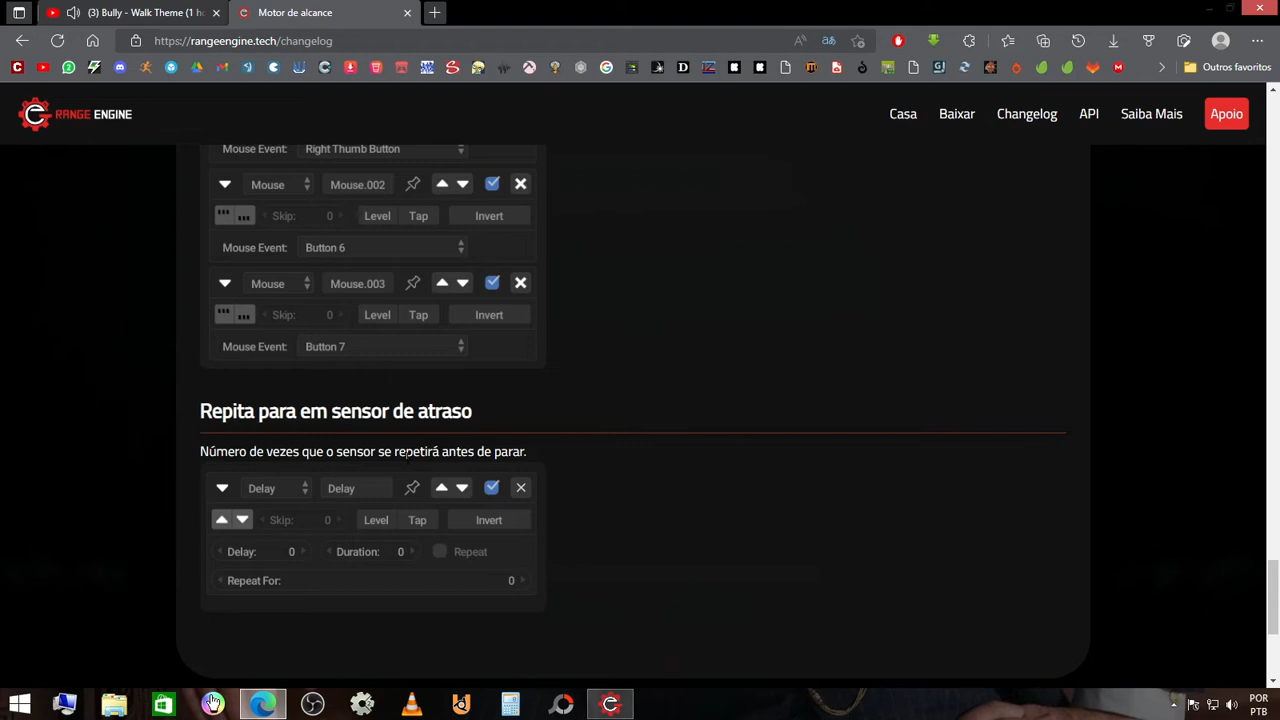 (3) Bully - Walk Theme (1 ho
Motor de alcance
https://rangeengine.tech/changelog
Outros favoritos
RANGE ENGINE
Casa
Baixar
Changelog
API
Saiba Mais
Apoio
Mouse Event: Right Thumb Button
Mouse Mouse.002
Skip: 0 Level Tap Invert
Mouse Event: Button 6
Mouse Mouse.003
Skip: 0 Level Tap Invert
Mouse Event: Button 7
Repita para em sensor de atraso
Número de vezes que o sensor se repetirá antes de parar.
Delay Delay
Skip: 0 Level Tap Invert
Delay: 0 Duration: 0 Repeat
Repeat For: 0
POR
PTB